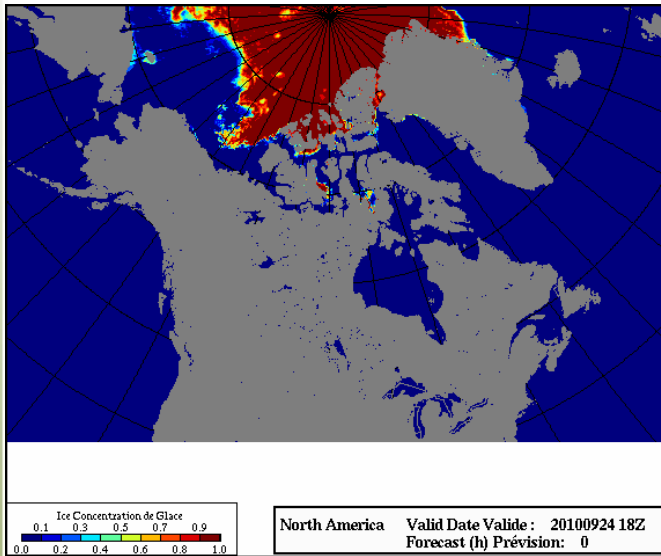 Ice Concentration de Glace
0.1 0.3 0.5 0.7 0.9
0.0 0.2 0.4 0.6 0.8 1.0
North America Valid Date Valide : 20100924 18Z
Forecast (h) Prévision: 0